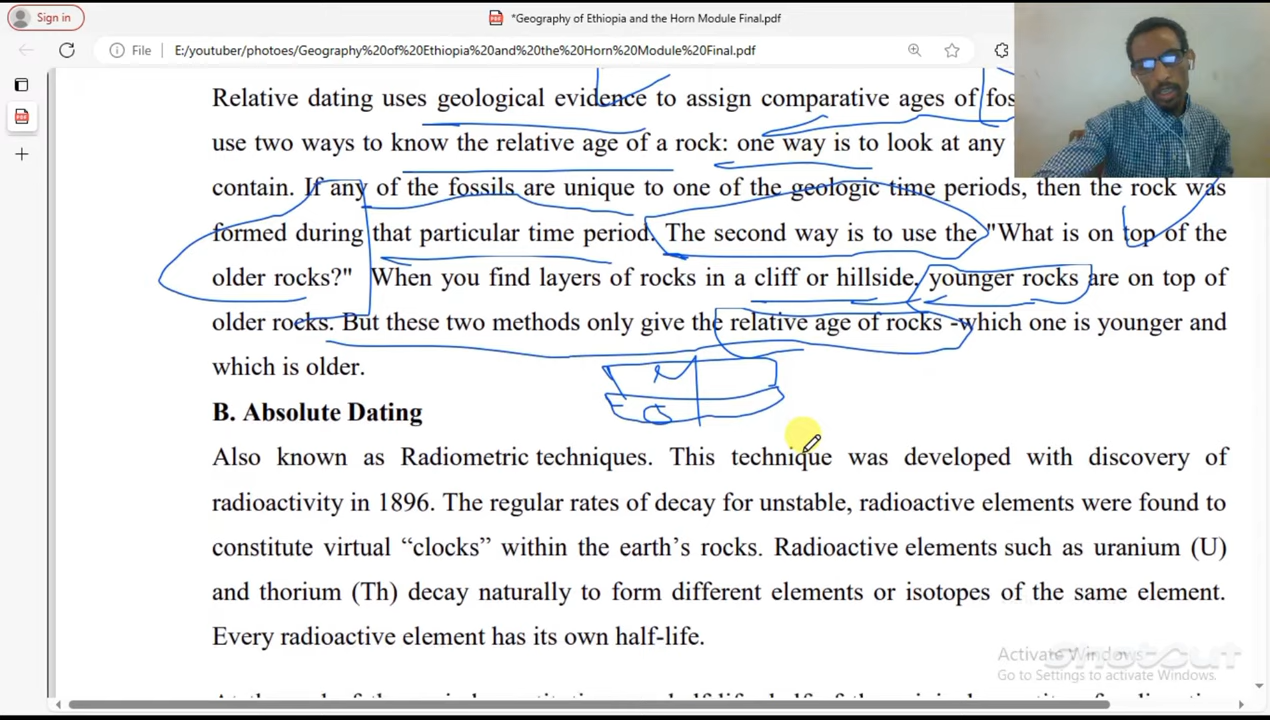 Sign in
*Geography of Ethiopia and the Horn Module Final.pdf
File E:/youtuber/photoes/Geography%20of%20Ethiopia%20and%20the%20Horn%20Module%20Final.pdf
Relative dating uses geological evidence to assign comparative ages of fos
use two ways to know the relative age of a rock: one way is to look at any
contain. If any of the fossils are unique to one of the geologic time periods, then the rock was
formed during that particular time period. The second way is to use the "What is on top of the
older rocks?" When you find layers of rocks in a cliff or hillside, younger rocks are on top of
older rocks. But these two methods only give the relative age of rocks -which one is younger and
which is older.
N
O
B. Absolute Dating
Also known as Radiometric techniques. This technique was developed with discovery of
radioactivity in 1896. The regular rates of decay for unstable, radioactive elements were found to
constitute virtual “clocks” within the earth’s rocks. Radioactive elements such as uranium (U)
and thorium (Th) decay naturally to form different elements or isotopes of the same element.
Every radioactive element has its own half-life.
Activate Windows
Go to Settings to activate Windows.
Shotcut